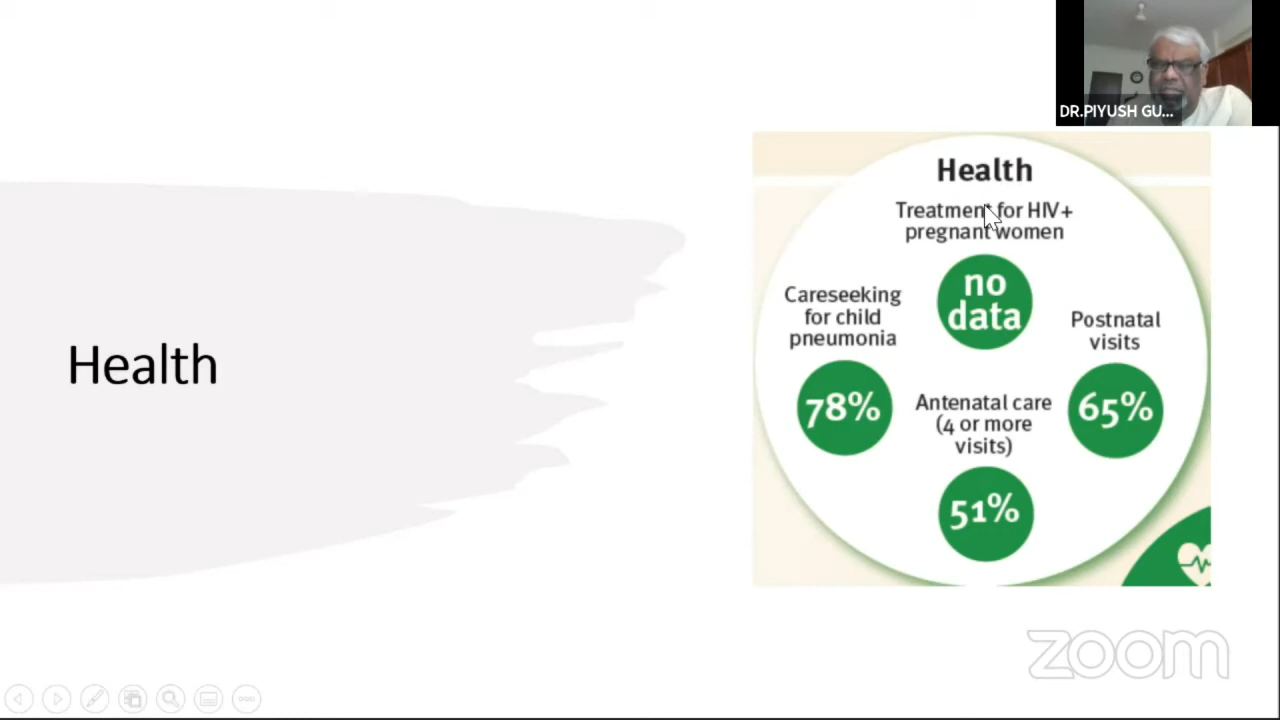 DR.PIYUSH GU...
Health
Health
Treatment for HIV+
pregnant women
no
data
Careseeking
for child
pneumonia
78%
Postnatal
visits
65%
Antenatal care
(4 or more
visits)
51%
zoom